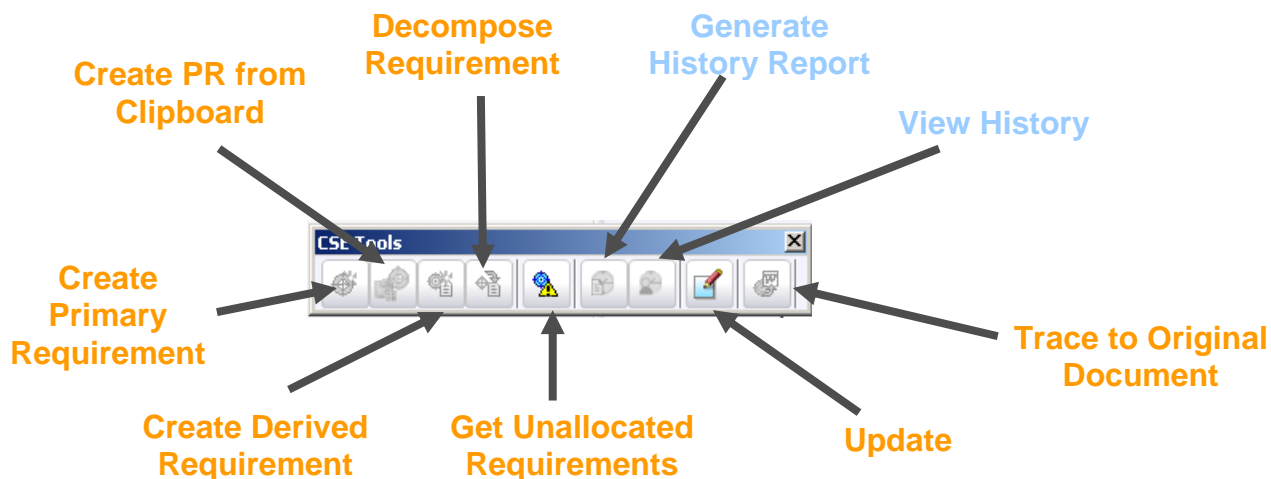 Decompose
Requirement
Generate
History Report
Create PR from
Clipboard
View History
CSE Tools
Create
Primary
Requirement
Trace to Original
Document
Create Derived
Requirement
Get Unallocated
Requirements
Update